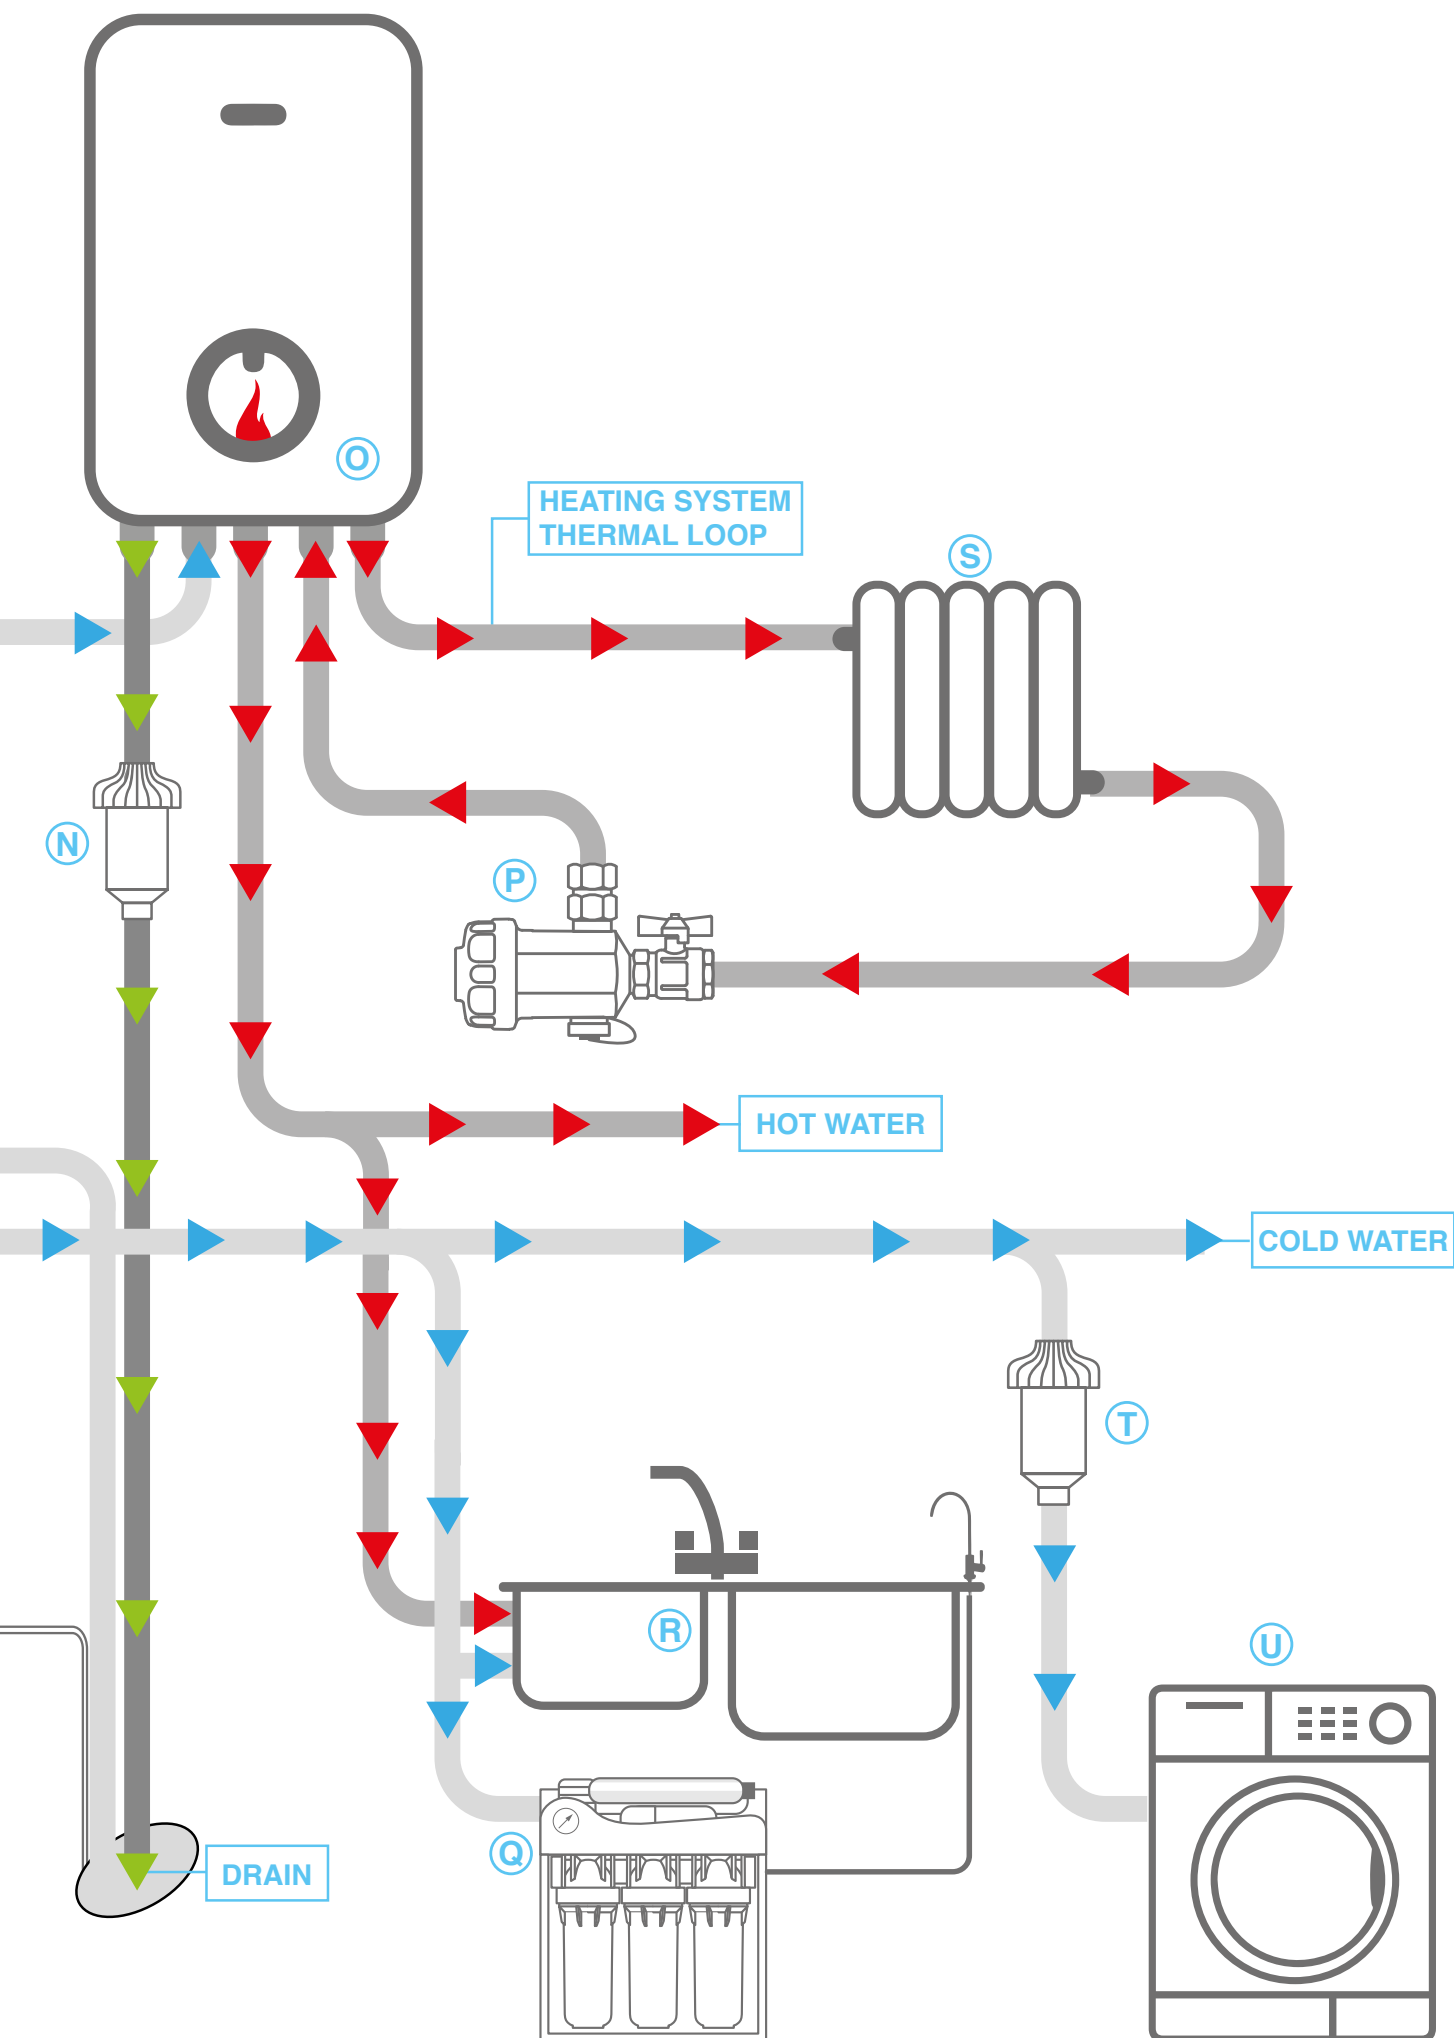 O
HEATING SYSTEM
THERMAL LOOP
S
N
P
HOT WATER
COLD WATER
T
R
U
Q
DRAIN